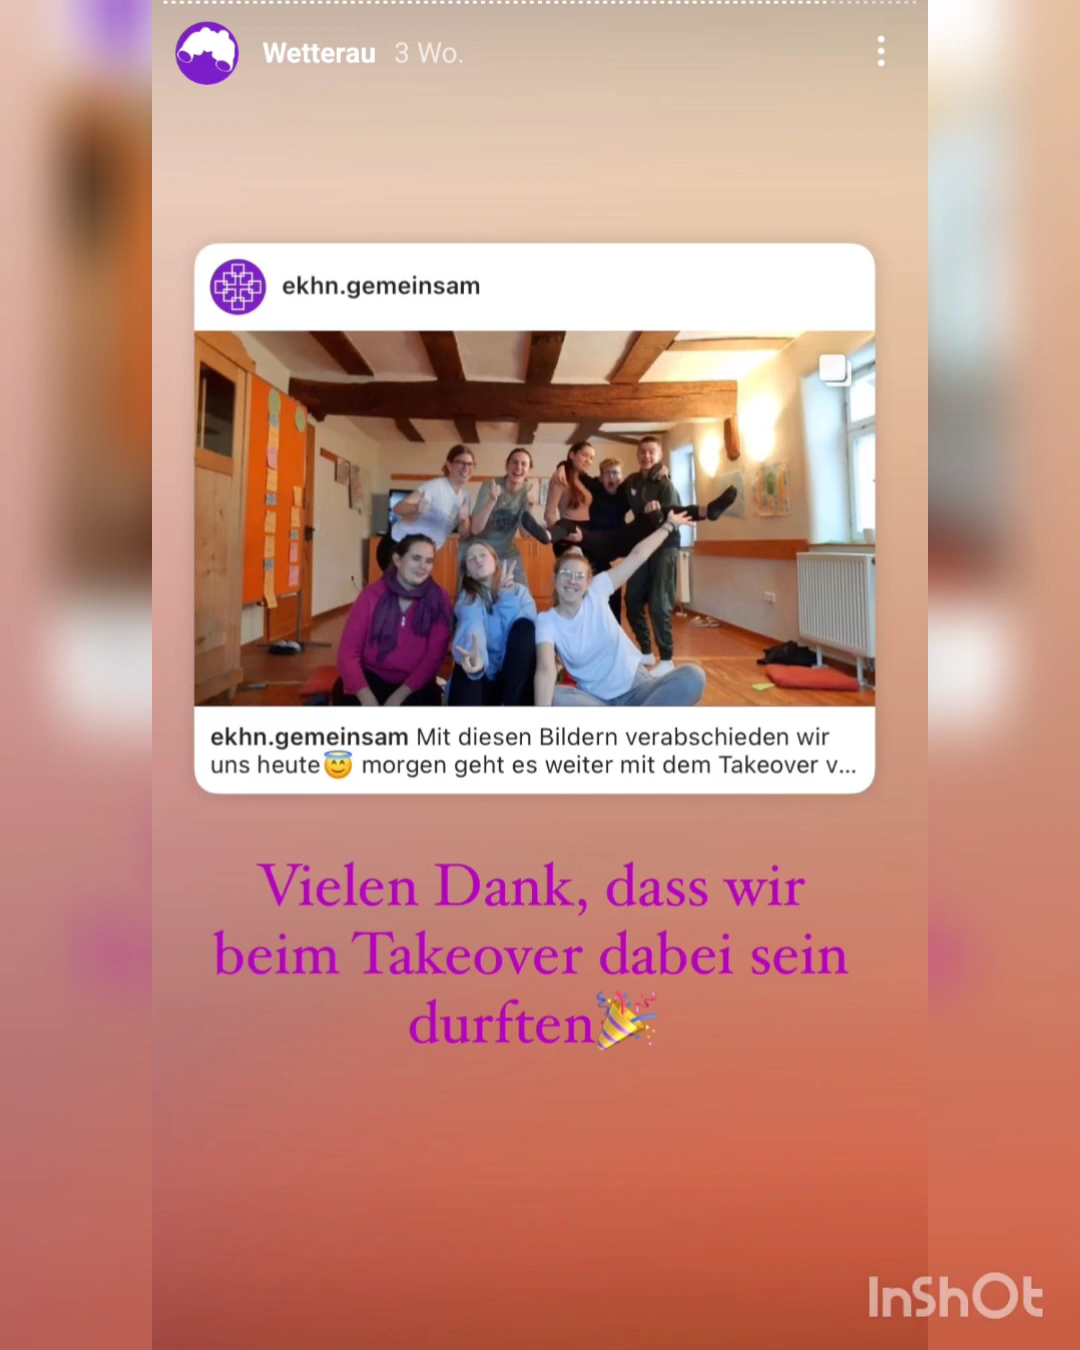 Wetterau 3 Wo.
ekhn.gemeinsam
ekhn.gemeinsam Mit diesen Bildern verabschieden wir
uns heute😇 morgen geht es weiter mit dem Takeover v...
Vielen Dank, dass wir
beim Takeover dabei sein
durften🎉
InShOt